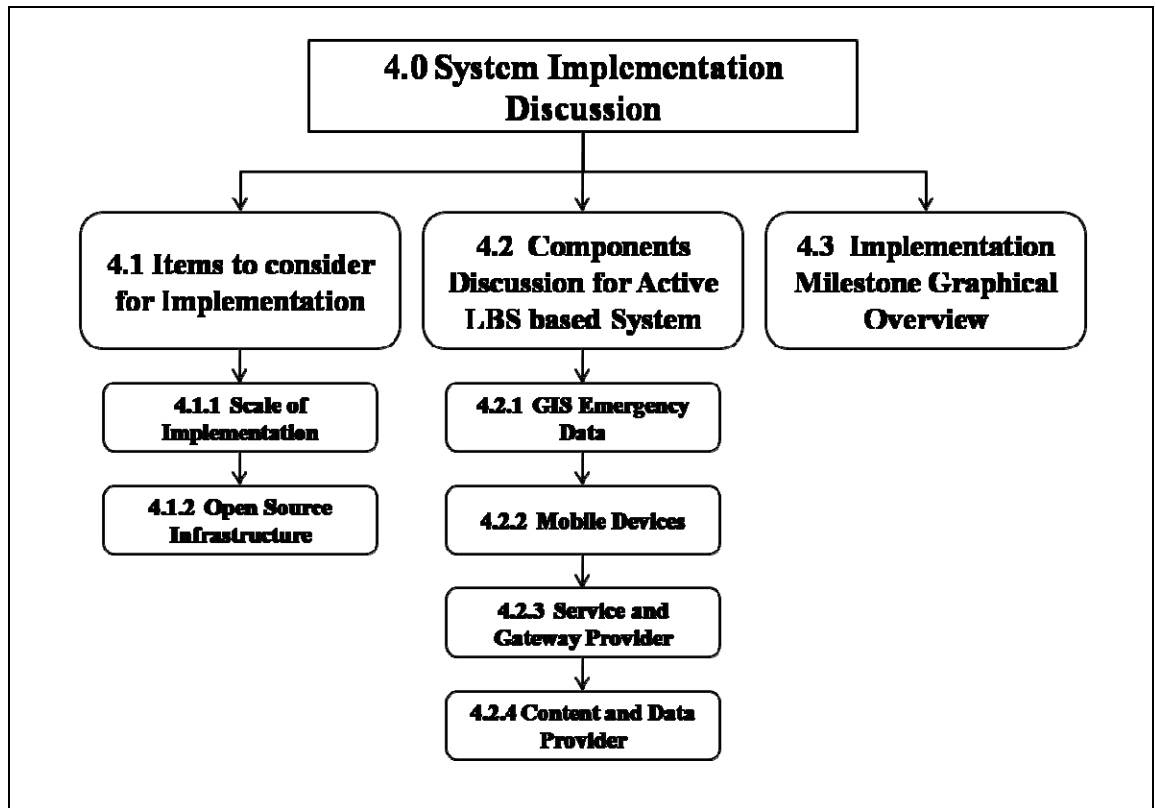 4.0 System Implementation
Discussion
4.1 Items to consider
for Implementation
4.2 Components
Discussion for Active
LBS based System
4.3 Implementation
Milestone Graphical
Overview
4.1.1 Scale of
Implementation
4.1.2 Open Source
Infrastructure
4.2.1 GIS Emergency
Data
4.2.2 Mobile Devices
4.2.3 Service and
Gateway Provider
4.2.4 Content and Data
Provider